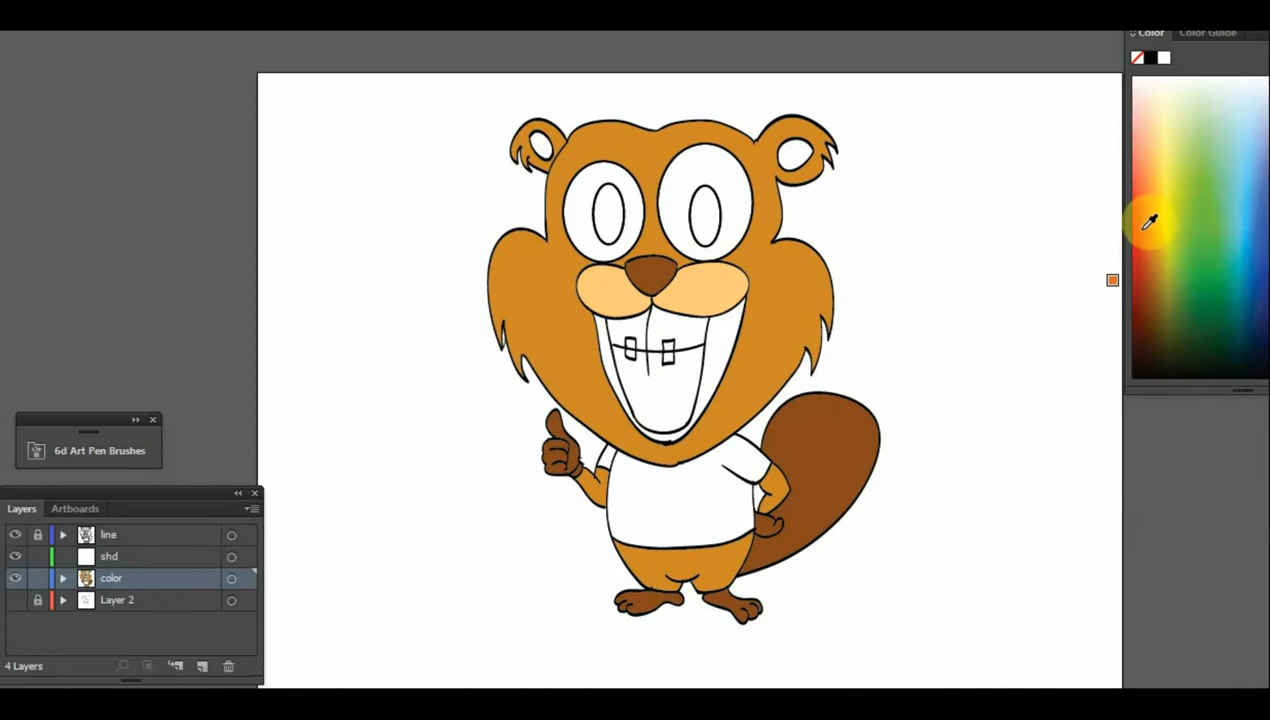 Color Color Guide
6d Art Pen Brushes
Layers Artboards
line
shd
color
Layer 2
4 Layers